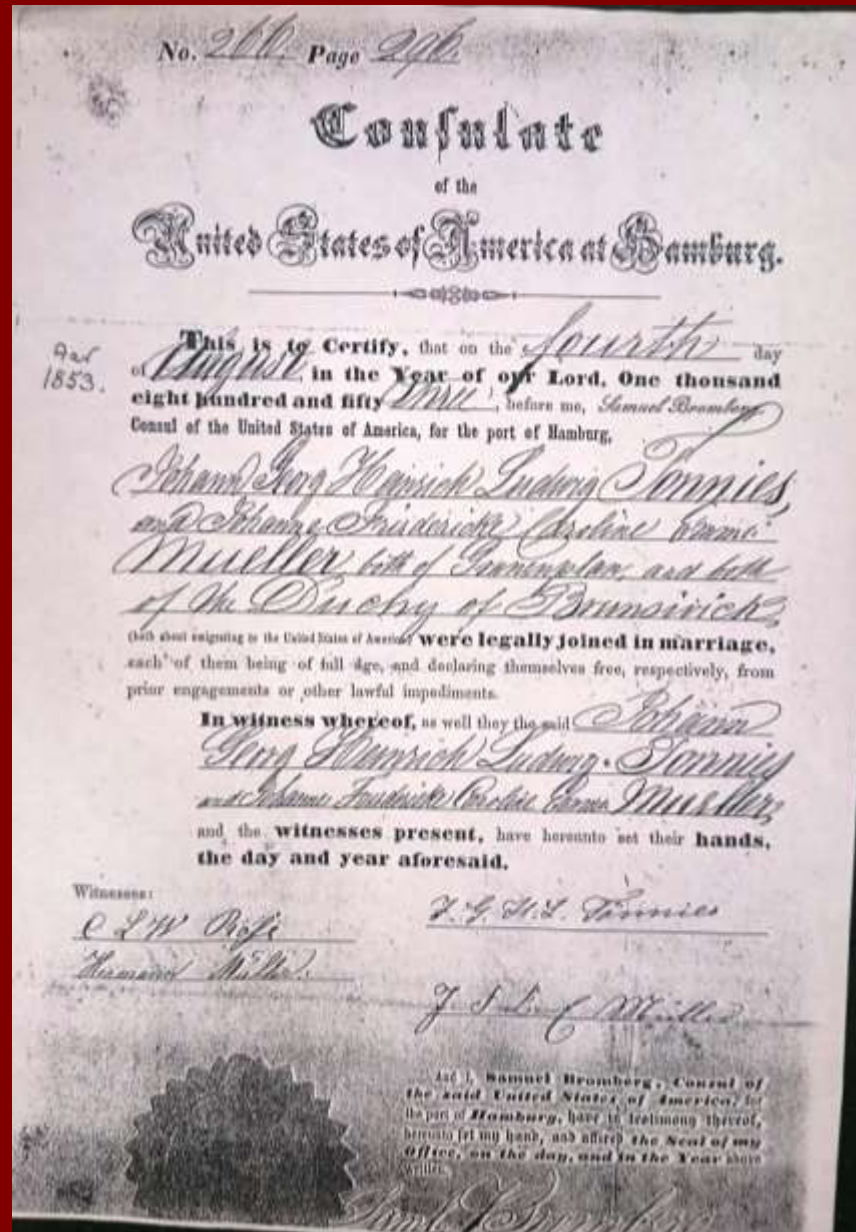 No. 266. Page 296.
Consulate
of the
United States of America at Hamburg.
This is to Certify, that on the fourth day
1853.
of August, in the Year of our Lord, One thousand
eight hundred and fifty three, before me, Samuel Bromberg
Consul of the United States of America, for the port of Hamburg,
Johann Georg Heinrich Ludwig Tönnies,
and Johanne Friedericke Caroline Emma
Mueller both of and both
of the Duchy of Brunswick,
(both about emigrating to the United States of America) were legally joined in marriage,
each of them being of full age, and declaring themselves free, respectively, from
prior engagements or other lawful impediments.
In witness whereof, as well they the said Johann
Georg Heinrich Ludwig Tonnies
and Johanne Friedericke Caroline Emma Mueller,
and the witnesses present, have hereunto set their hands,
the day and year aforesaid.
Witnesses:
J. G. H. L. Tönnies
C L W
Hermann Müller.
Müller
And I, Samuel Bromberg, Consul of
the said United States of America, for
the port of Hamburg, have in testimony thereof,
hereunto set my hand, and affixed the Seal of my
Office, on the day, and in the Year above
written.
Saml Bromberg